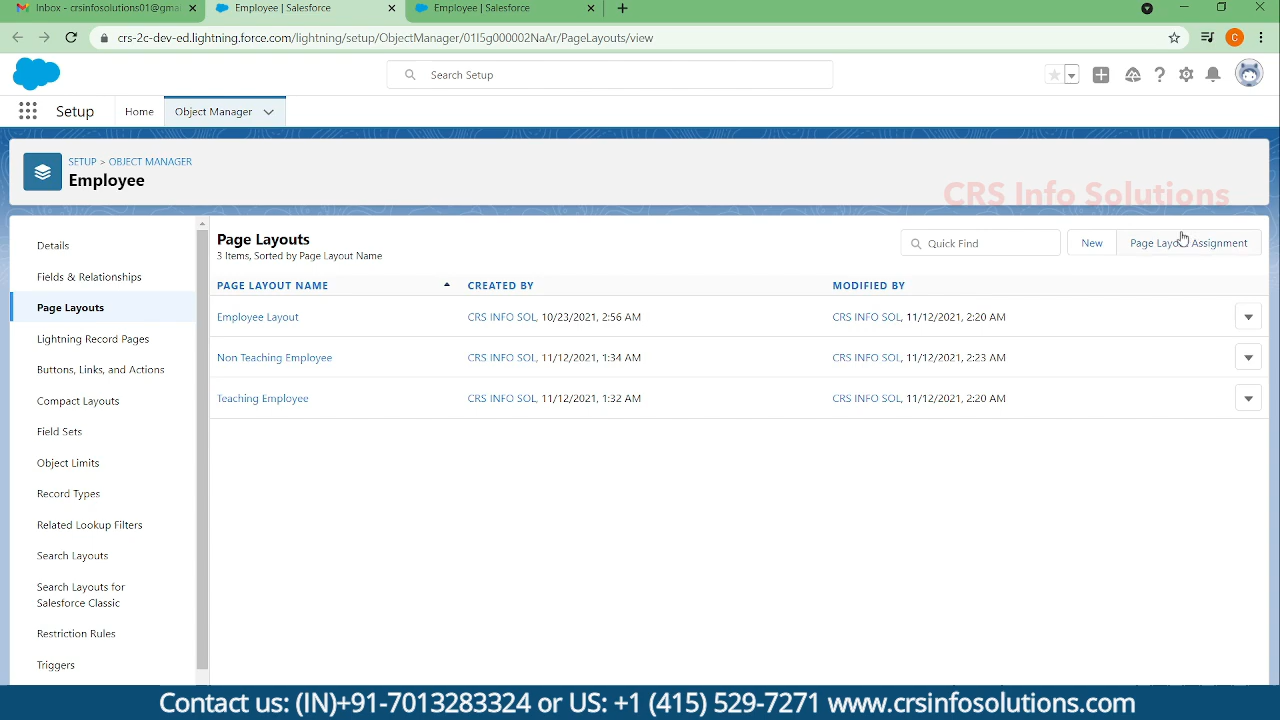 Inbox - crsinfosolutions01@gmai
Employee | Salesforce
Employee | Salesforce
crs-2c-dev-ed.lightning.force.com/lightning/setup/ObjectManager/01I5g000002NaAr/PageLayouts/view
C
Search Setup
Setup
Home
Object Manager
SETUP > OBJECT MANAGER
Employee
CRS Info Solutions
Details
Fields & Relationships
Page Layouts
Lightning Record Pages
Buttons, Links, and Actions
Compact Layouts
Field Sets
Object Limits
Record Types
Related Lookup Filters
Search Layouts
Search Layouts for
Salesforce Classic
Restriction Rules
Triggers
Page Layouts
3 Items, Sorted by Page Layout Name
Quick Find
New
Page Layout Assignment
PAGE LAYOUT NAME CREATED BY MODIFIED BY
Employee Layout CRS INFO SOL, 10/23/2021, 2:56 AM CRS INFO SOL, 11/12/2021, 2:20 AM
Non Teaching Employee CRS INFO SOL, 11/12/2021, 1:34 AM CRS INFO SOL, 11/12/2021, 2:23 AM
Teaching Employee CRS INFO SOL, 11/12/2021, 1:32 AM CRS INFO SOL, 11/12/2021, 2:20 AM
Contact us: (IN)+91-7013283324 or US: +1 (415) 529-7271 www.crsinfosolutions.com